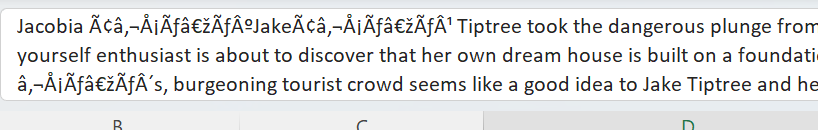 Jacobia Ã¢â‚¬Å¡Ãƒâ€žÃƒÂºJakeÃ¢â‚¬Å¡Ãƒâ€žÃƒÂ¹ Tiptree took the dangerous plunge from
yourself enthusiast is about to discover that her own dream house is built on a foundati
â‚¬Å¡Ãƒâ€žÃƒÂ´s, burgeoning tourist crowd seems like a good idea to Jake Tiptree and he
B C D